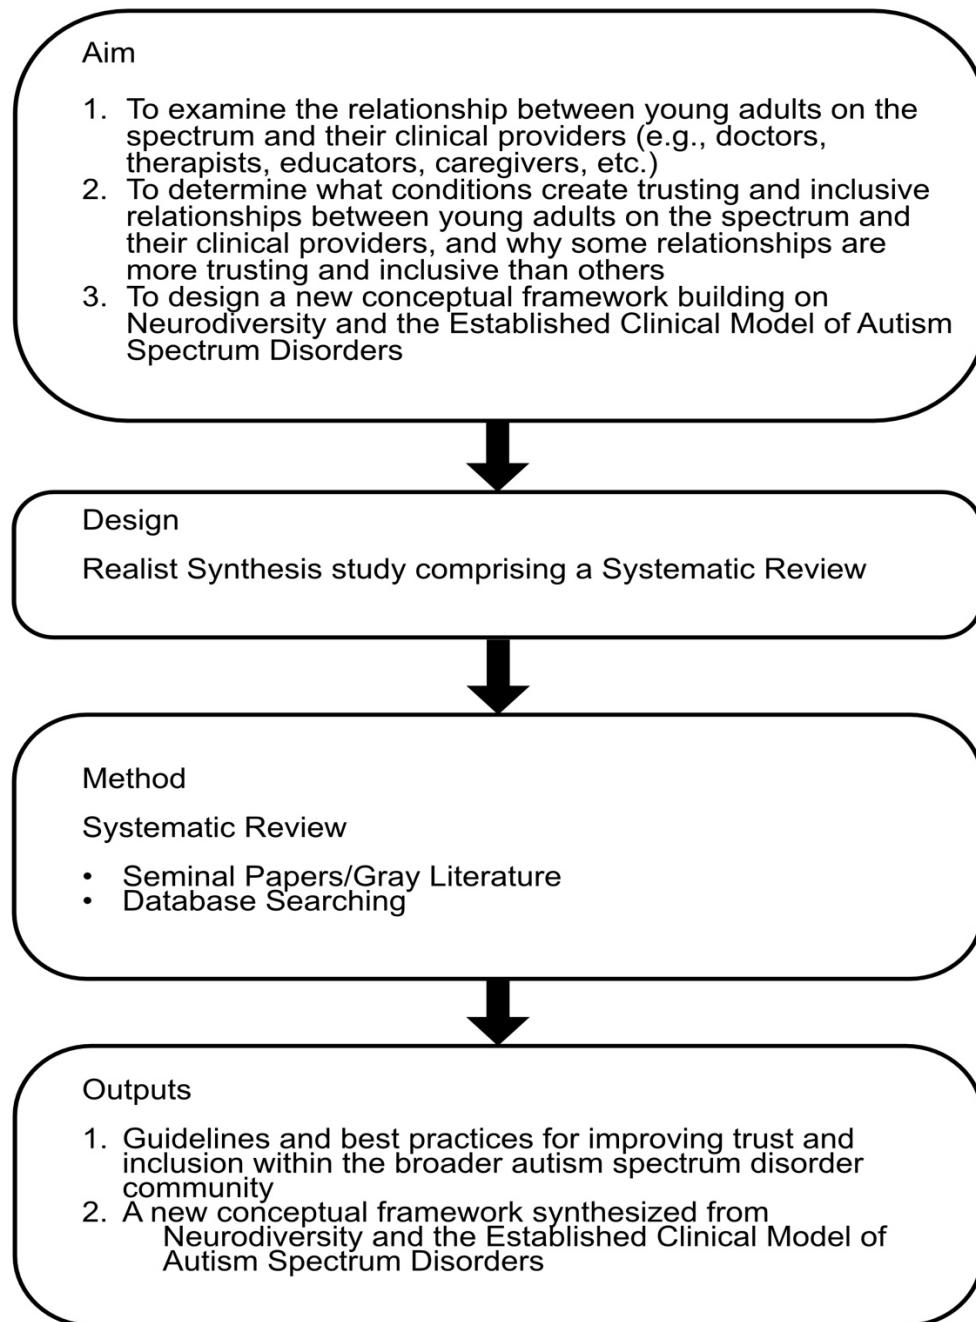 Aim
1. To examine the relationship between young adults on the
spectrum and their clinical providers (e.g., doctors,
therapists, educators, caregivers, etc.)
2. To determine what conditions create trusting and inclusive
relationships between young adults on the spectrum and
their clinical providers, and why some relationships are
more trusting and inclusive than others
3. To design a new conceptual framework building on
Neurodiversity and the Established Clinical Model of Autism
Spectrum Disorders
Design
Realist Synthesis study comprising a Systematic Review
Method
Systematic Review
• Seminal Papers/Gray Literature
• Database Searching
Outputs
1. Guidelines and best practices for improving trust and
inclusion within the broader autism spectrum disorder
community
2. A new conceptual framework synthesized from
Neurodiversity and the Established Clinical Model of
Autism Spectrum Disorders